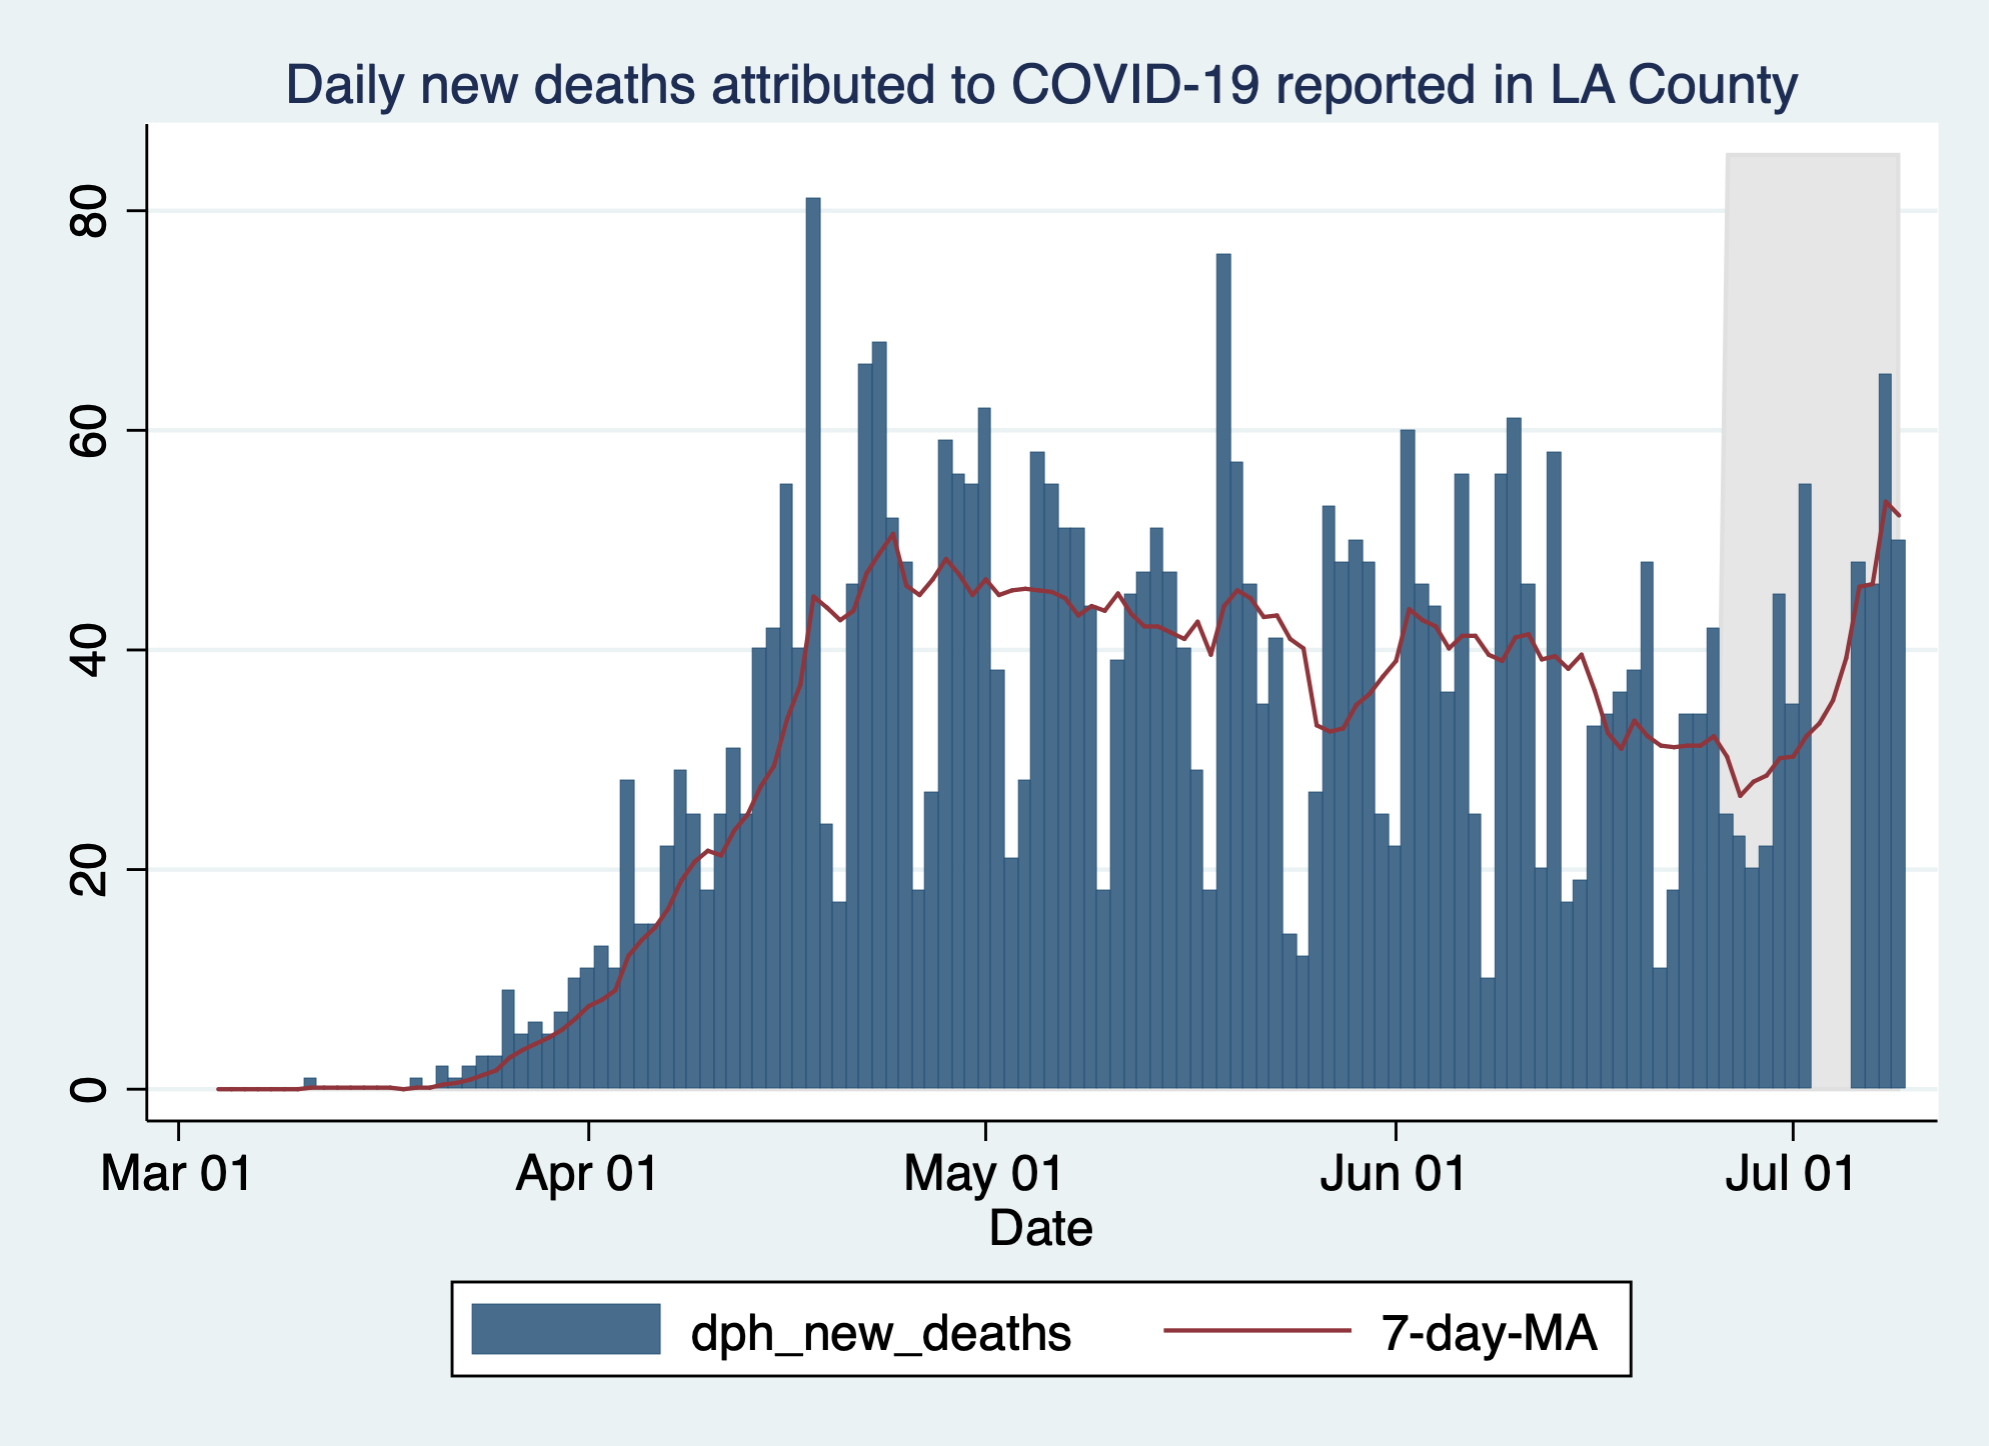 Daily new deaths attributed to COVID-19 reported in LA County
80
60
40
20
0
Mar 01 Apr 01 May 01 Jun 01 Jul 01
Date
dph_new_deaths 7-day-MA